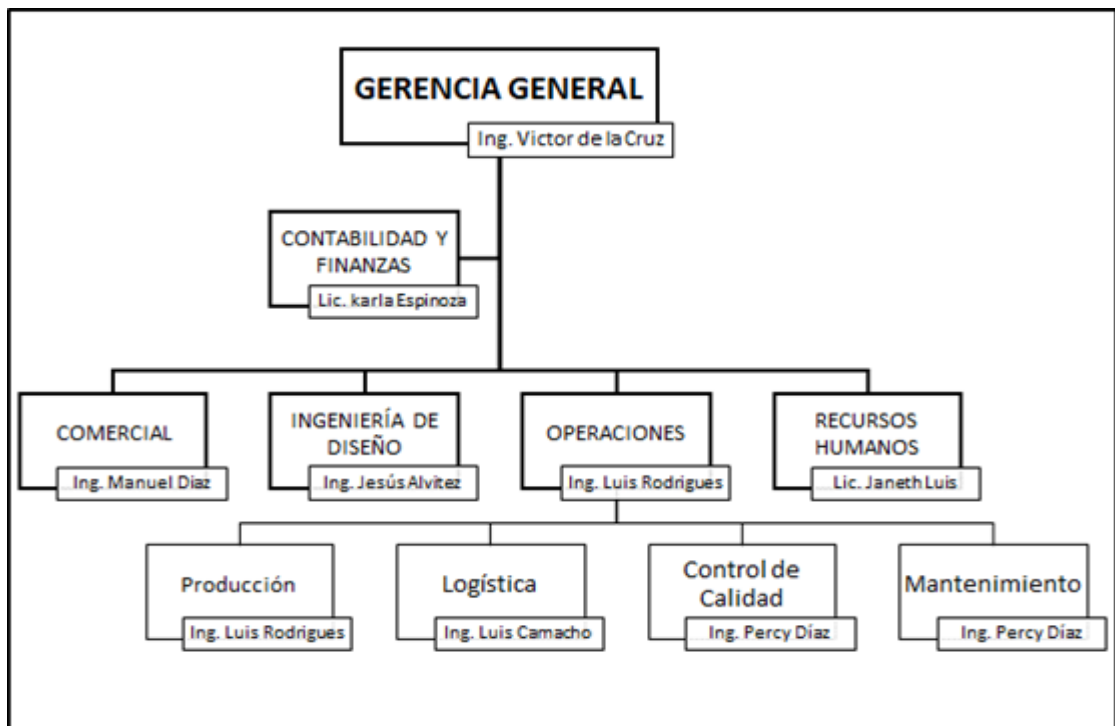 GERENCIA GENERAL
Ing. Victor de la Cruz
CONTABILIDAD Y
FINANZAS
Lic. karla Espinoza
COMERCIAL
Ing. Manuel Diaz
INGENIERÍA DE
DISEÑO
Ing. Jesús Alvitez
OPERACIONES
Ing. Luis Rodrigues
RECURSOS
HUMANOS
Lic. Janeth Luis
Producción
Ing. Luis Rodrigues
Logística
Ing. Luis Camacho
Control de
Calidad
Ing. Percy Díaz
Mantenimiento
Ing. Percy Díaz